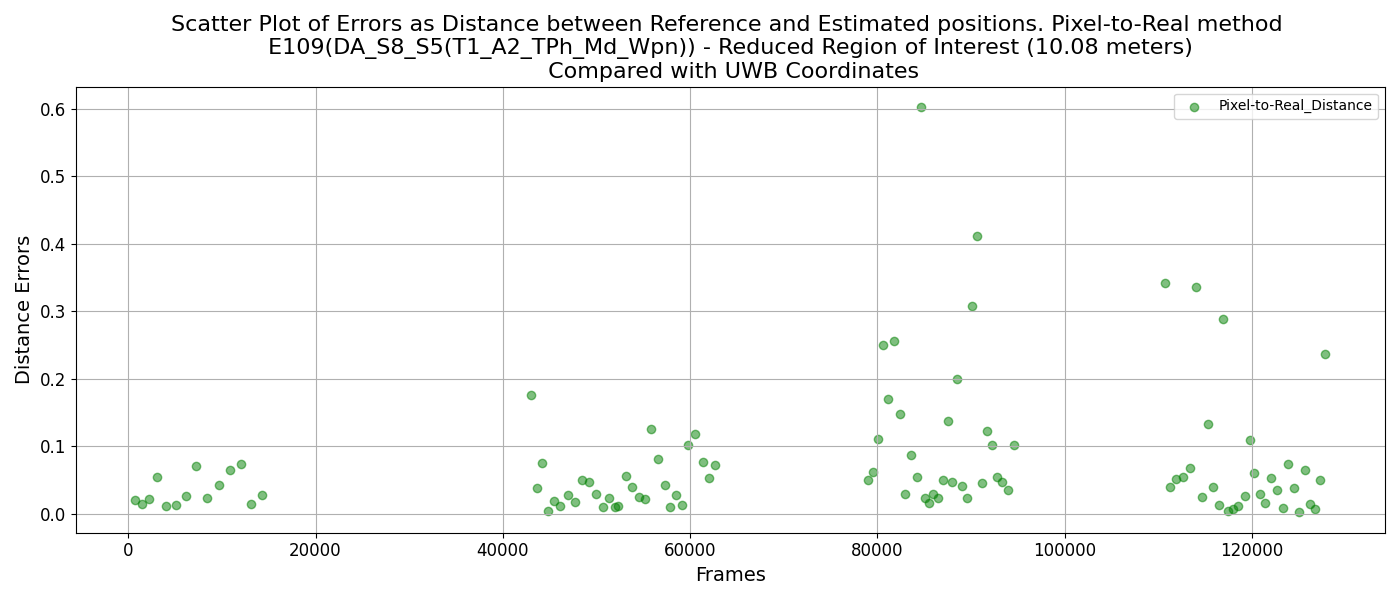 Scatter Plot of Errors as Distance between Reference and Estimated positions. Pixel-to-Real method
E109(DA_S8_S5(T1_A2_TPh_Md_Wpn)) - Reduced Region of Interest (10.08 meters)
Compared with UWB Coordinates
Pixel-to-Real_Distance
0.6
0.5
0.4
0.3
0.2
0.1
0.0
Distance Errors
0 20000 40000 60000 80000 100000 120000
Frames